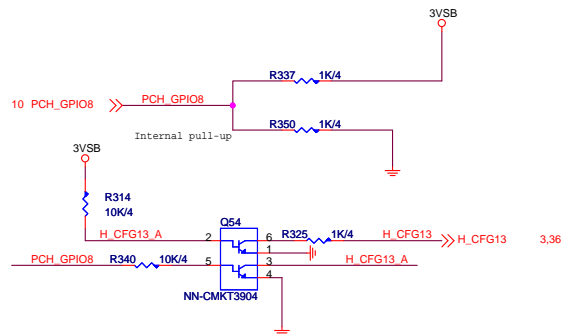 3VSB
R337 1K/4
10 PCH_GPIO8 PCH_GPIO8
R350 1K/4
Internal pull-up
3VSB
R314
10K/4
Q54
H_CFG13_A 2 6 R325 1K/4 H_CFG13 H_CFG13 3,36
1
PCH_GPIO8 R340 10K/4 5 3 H_CFG13_A
4
NN-CMKT3904